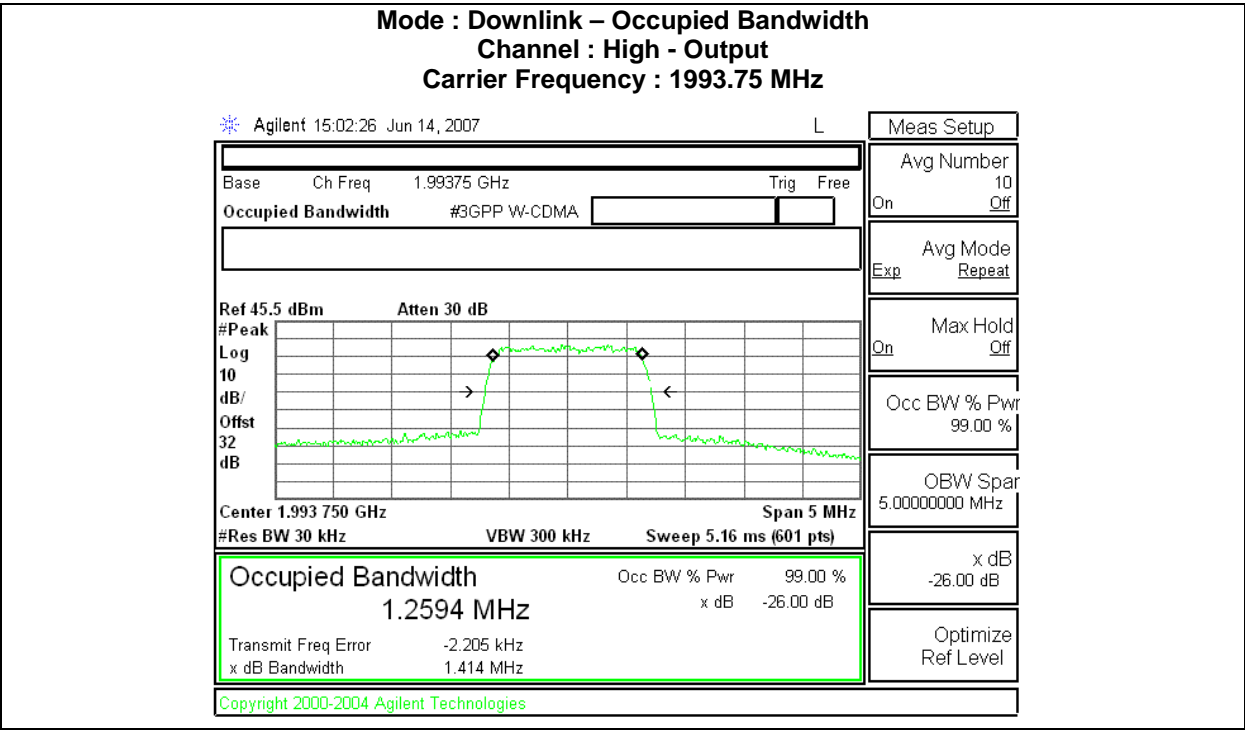 Mode : Downlink – Occupied Bandwidth
Channel : High - Output
Carrier Frequency : 1993.75 MHz
Agilent 15:02:26 Jun 14, 2007 L
Meas Setup
Base Ch Freq 1.99375 GHz Trig Free
Occupied Bandwidth #3GPP W-CDMA
Avg Number
10
On Off
Avg Mode
Exp Repeat
Ref 45.5 dBm Atten 30 dB
#Peak
Log
10
dB/
Offst
32
dB
Max Hold
On Off
Occ BW % Pwr
99.00 %
OBW Span
5.00000000 MHz
Center 1.993 750 GHz Span 5 MHz
#Res BW 30 kHz VBW 300 kHz Sweep 5.16 ms (601 pts)
Occupied Bandwidth Occ BW % Pwr 99.00 %
1.2594 MHz x dB -26.00 dB
Transmit Freq Error -2.205 kHz
x dB Bandwidth 1.414 MHz
x dB
-26.00 dB
Optimize
Ref Level
Copyright 2000-2004 Agilent Technologies